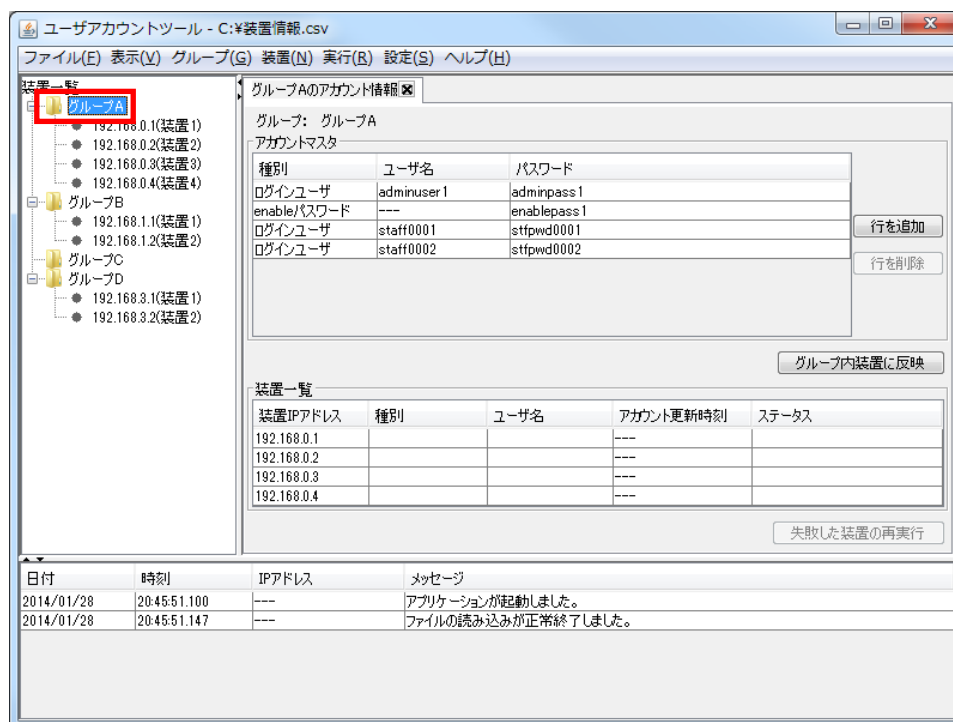 ユーザアカウントツール - C:¥装置情報.csv
ファイル(F) 表示(V) グループ(G) 装置(N) 実行(R) 設定(S) ヘルプ(H)
装置一覧
グループA
192.168.0.1(装置1)
192.168.0.2(装置2)
192.168.0.3(装置3)
192.168.0.4(装置4)
グループB
192.168.1.1(装置1)
192.168.1.2(装置2)
グループC
グループD
192.168.3.1(装置1)
192.168.3.2(装置2)
グループAのアカウント情報
グループ: グループA
アカウントマスタ
種別 ユーザ名 パスワード
ログインユーザ adminuser1 adminpass1
enableパスワード --- enablepass1
ログインユーザ staff0001 stfpwd0001
ログインユーザ staff0002 stfpwd0002
行を追加
行を削除
グループ内装置に反映
装置一覧
装置IPアドレス 種別 ユーザ名 アカウント更新時刻 ステータス
192.168.0.1 ---
192.168.0.2 ---
192.168.0.3 ---
192.168.0.4 ---
失敗した装置の再実行
日付 時刻 IPアドレス メッセージ
2014/01/28 20:45:51.100 --- アプリケーションが起動しました。
2014/01/28 20:45:51.147 --- ファイルの読み込みが正常終了しました。